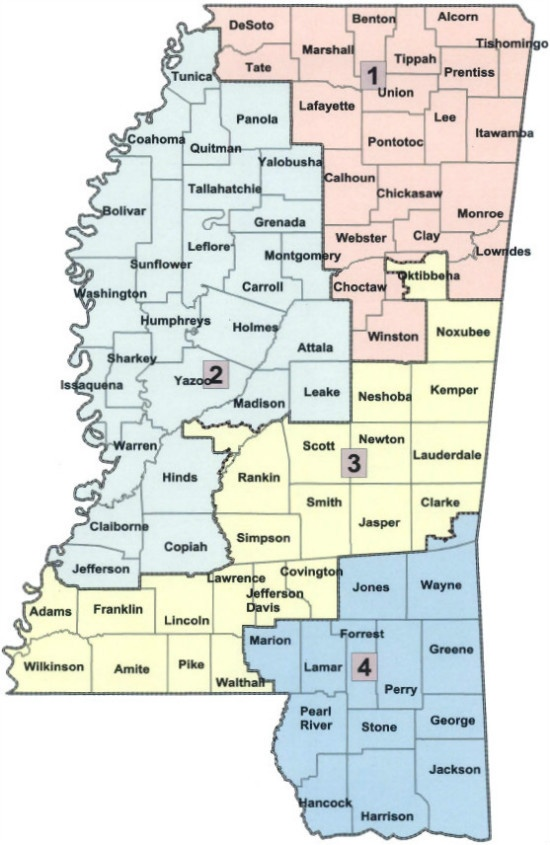 DeSoto
Benton
Alcorn
Tishomingo
Marshall
Tippah
Tate
1
Prentiss
Tunica
Union
Lafayette
Panola
Lee
Itawamba
Coahoma
Quitman
Pontotoc
Yalobusha
Calhoun
Tallahatchie
Chickasaw
Bolivar
Monroe
Grenada
Webster
Clay
Leflore
Montgomery
Lowndes
Sunflower
Oktibbeha
Washington
Carroll
Choctaw
Humphreys
Holmes
Winston
Noxubee
Attala
Sharkey
Issaquena
Yazoo
2
Leake
Neshoba
Kemper
Madison
Warren
Scott
Newton
Lauderdale
3
Hinds
Rankin
Smith
Clarke
Claiborne
Jasper
Simpson
Copiah
Jefferson
Lawrence
Covington
Jefferson
Davis
Jones
Wayne
Adams
Franklin
Lincoln
Marion
Forrest
Greene
Wilkinson
Amite
Pike
Lamar
4
Walthall
Perry
Pearl
River
Stone
George
Jackson
Hancock
Harrison